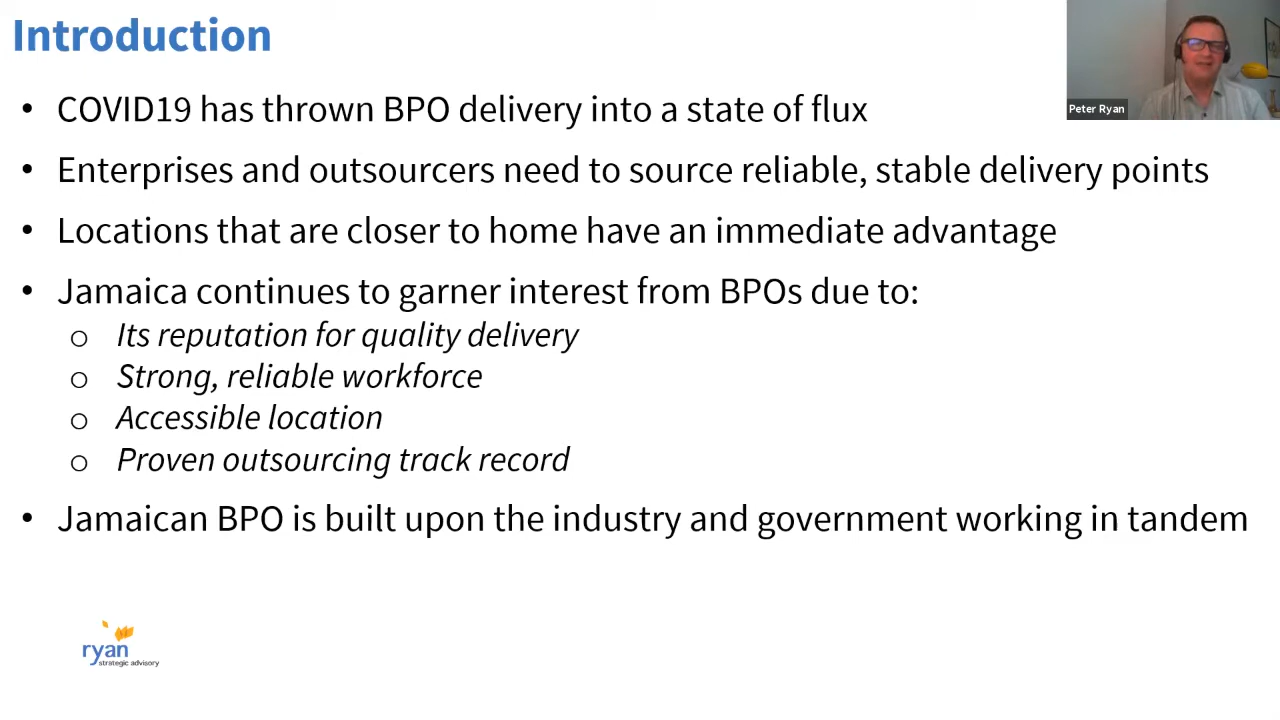 Introduction
Peter Ryan
• COVID19 has thrown BPO delivery into a state of flux
• Enterprises and outsourcers need to source reliable, stable delivery points
• Locations that are closer to home have an immediate advantage
• Jamaica continues to garner interest from BPOs due to:
o Its reputation for quality delivery
o Strong, reliable workforce
o Accessible location
o Proven outsourcing track record
• Jamaican BPO is built upon the industry and government working in tandem
ryan
strategic advisory